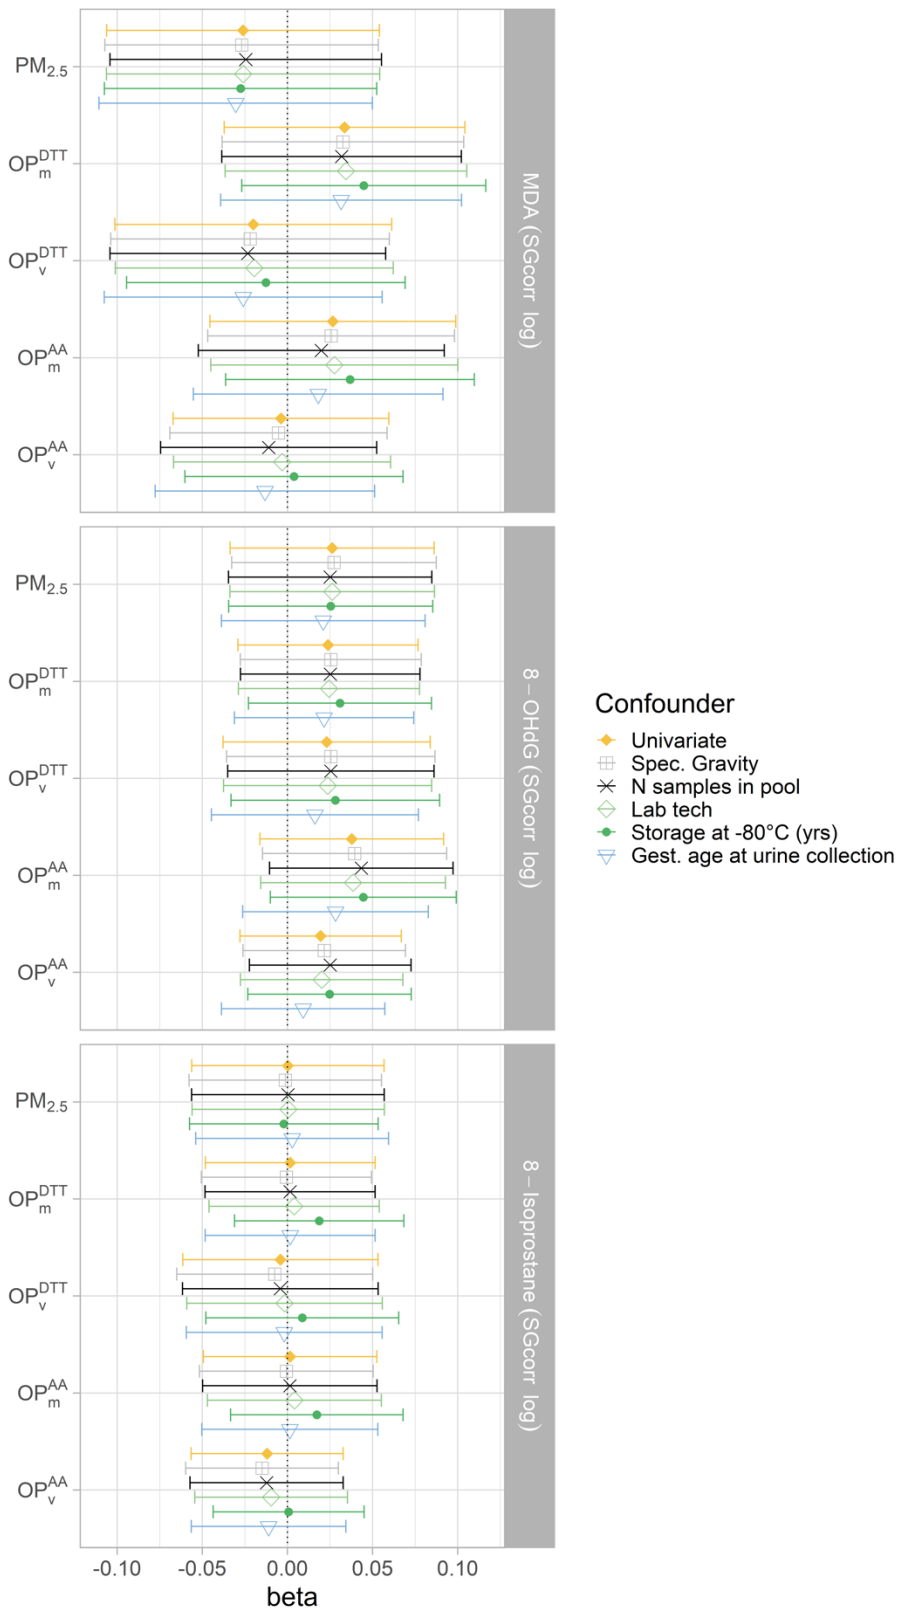 PM2.5
OPmDTT
OPvDTT
OPmAA
OPvAA
MDA (SGcorr log)
PM2.5
OPmDTT
OPvDTT
OPmAA
OPvAA
8−OHdG (SGcorr log)
PM2.5
OPmDTT
OPvDTT
OPmAA
OPvAA
8−Isoprostane (SGcorr log)
-0.10 -0.05 0.00 0.05 0.10
beta
Confounder
Univariate
Spec. Gravity
N samples in pool
Lab tech
Storage at -80°C (yrs)
Gest. age at urine collection